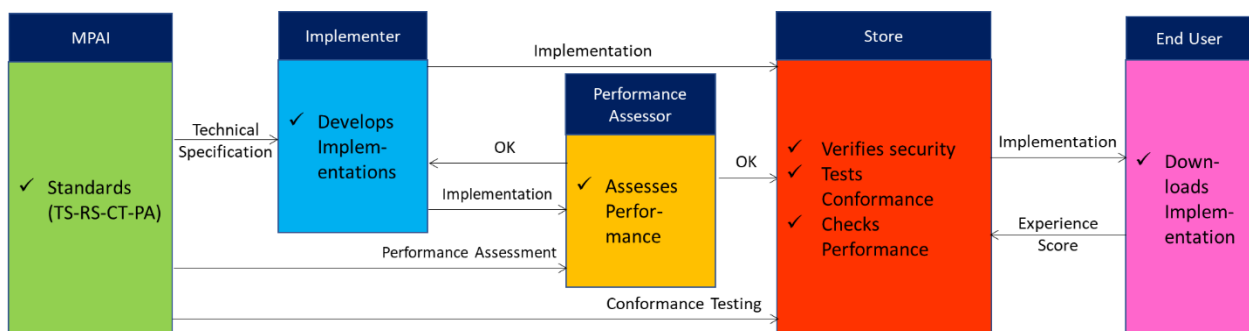 MPAI
Implementer
Store
End User
Implementation
Performance
Assessor
Technical
Specification
✓ Develops
Implem-
entations
OK
OK
✓ Verifies security
✓ Tests
Conformance
✓ Checks
Performance
Implementation
✓ Down-
loads
Implem-
entation
✓ Standards
(TS-RS-CT-PA)
Implementation
✓ Assesses
Perfor-
mance
Experience
Score
Performance Assessment
Conformance Testing